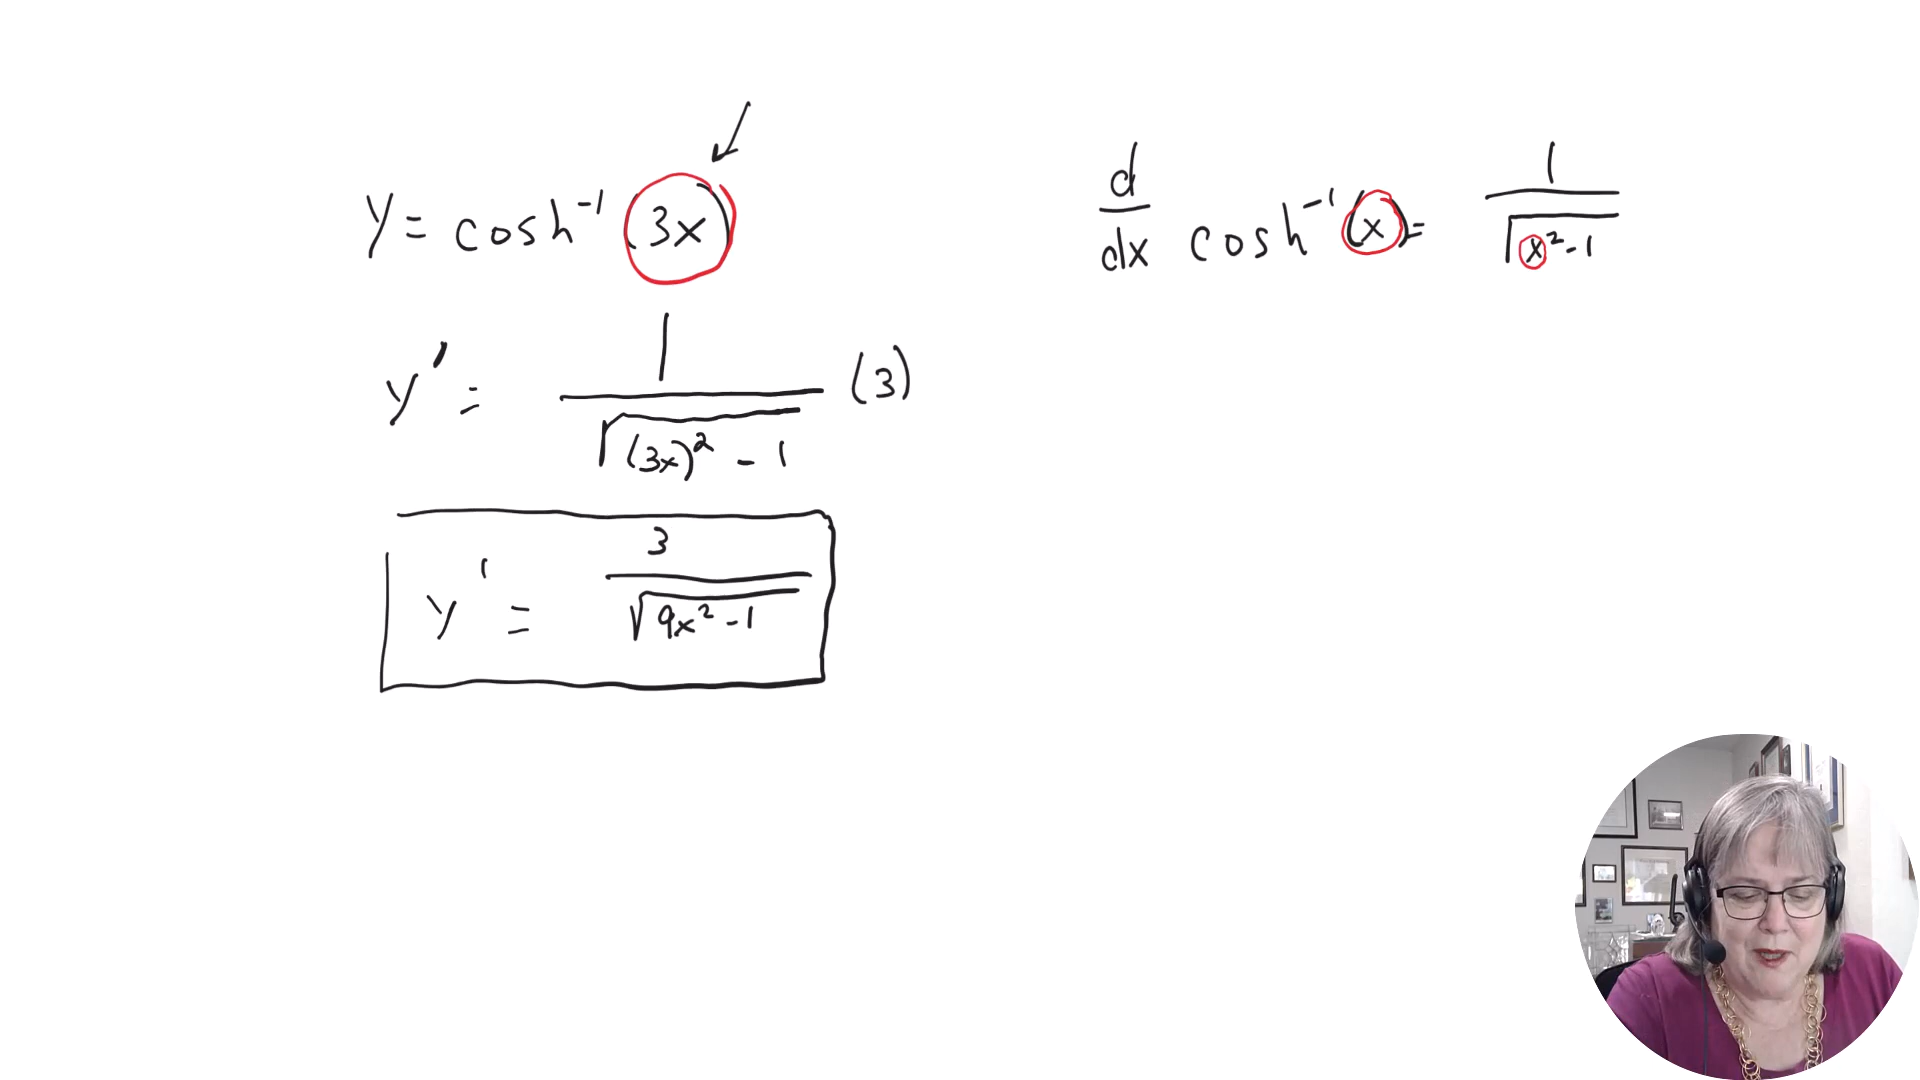 y = cosh⁻¹ (3x)
d/dx cosh⁻¹ (x) = 1/√(x² - 1)
y' = 1/√((3x)² - 1) (3)
y' = 3/√(9x² - 1)